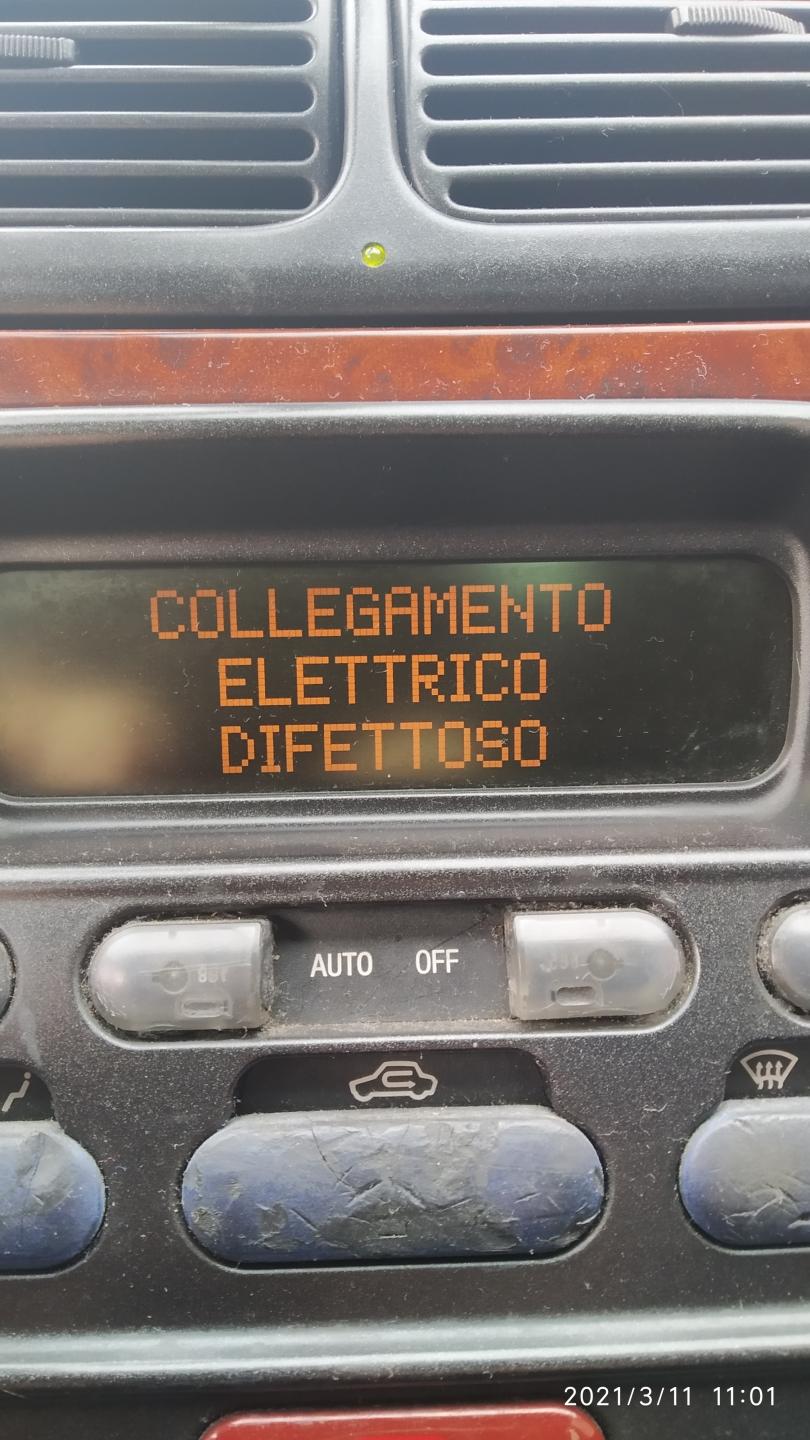 COLLEGAMENTO
ELETTRICO
DIFETTOSO
AUTO OFF
2021/3/11 11:01